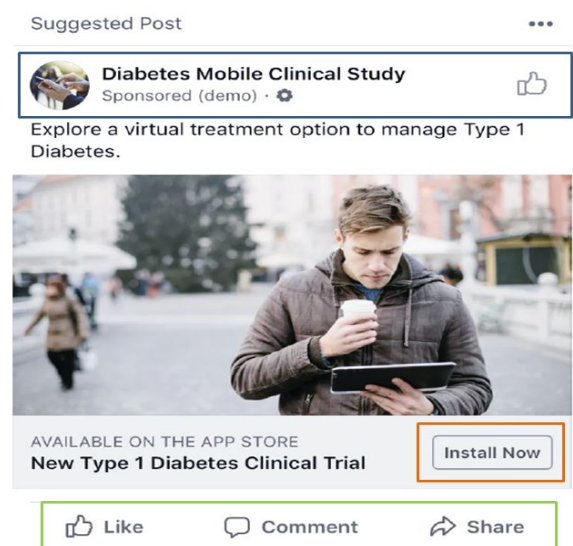 Suggested Post
Diabetes Mobile Clinical Study
Sponsored (demo) ·
Explore a virtual treatment option to manage Type 1
Diabetes.
AVAILABLE ON THE APP STORE
New Type 1 Diabetes Clinical Trial
Install Now
Like Comment Share